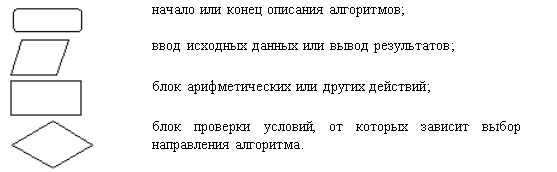 начало или конец описания алгоритмов;
ввод исходных данных или вывод результатов;
блок арифметических или других действий;
блок проверки условий, от которых зависит выбор
направления алгоритма.